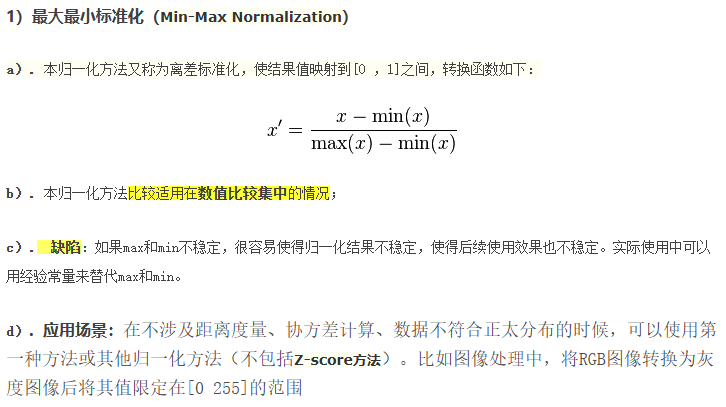 1）最大最小标准化（Min-Max Normalization）
a）. 本归一化方法又称为离差标准化，使结果值映射到[0 ，1]之间，转换函数如下：
x′ = (x − min(x)) / (max(x) − min(x))
b）. 本归一化方法比较适用在数值比较集中的情况；
c）. 缺陷：如果max和min不稳定，很容易使得归一化结果不稳定，使得后续使用效果也不稳定。实际使用中可以
用经验常量来替代max和min。
d）. 应用场景：在不涉及距离度量、协方差计算、数据不符合正太分布的时候，可以使用第
一种方法或其他归一化方法（不包括Z-score方法）。比如图像处理中，将RGB图像转换为灰
度图像后将其值限定在[0 255]的范围